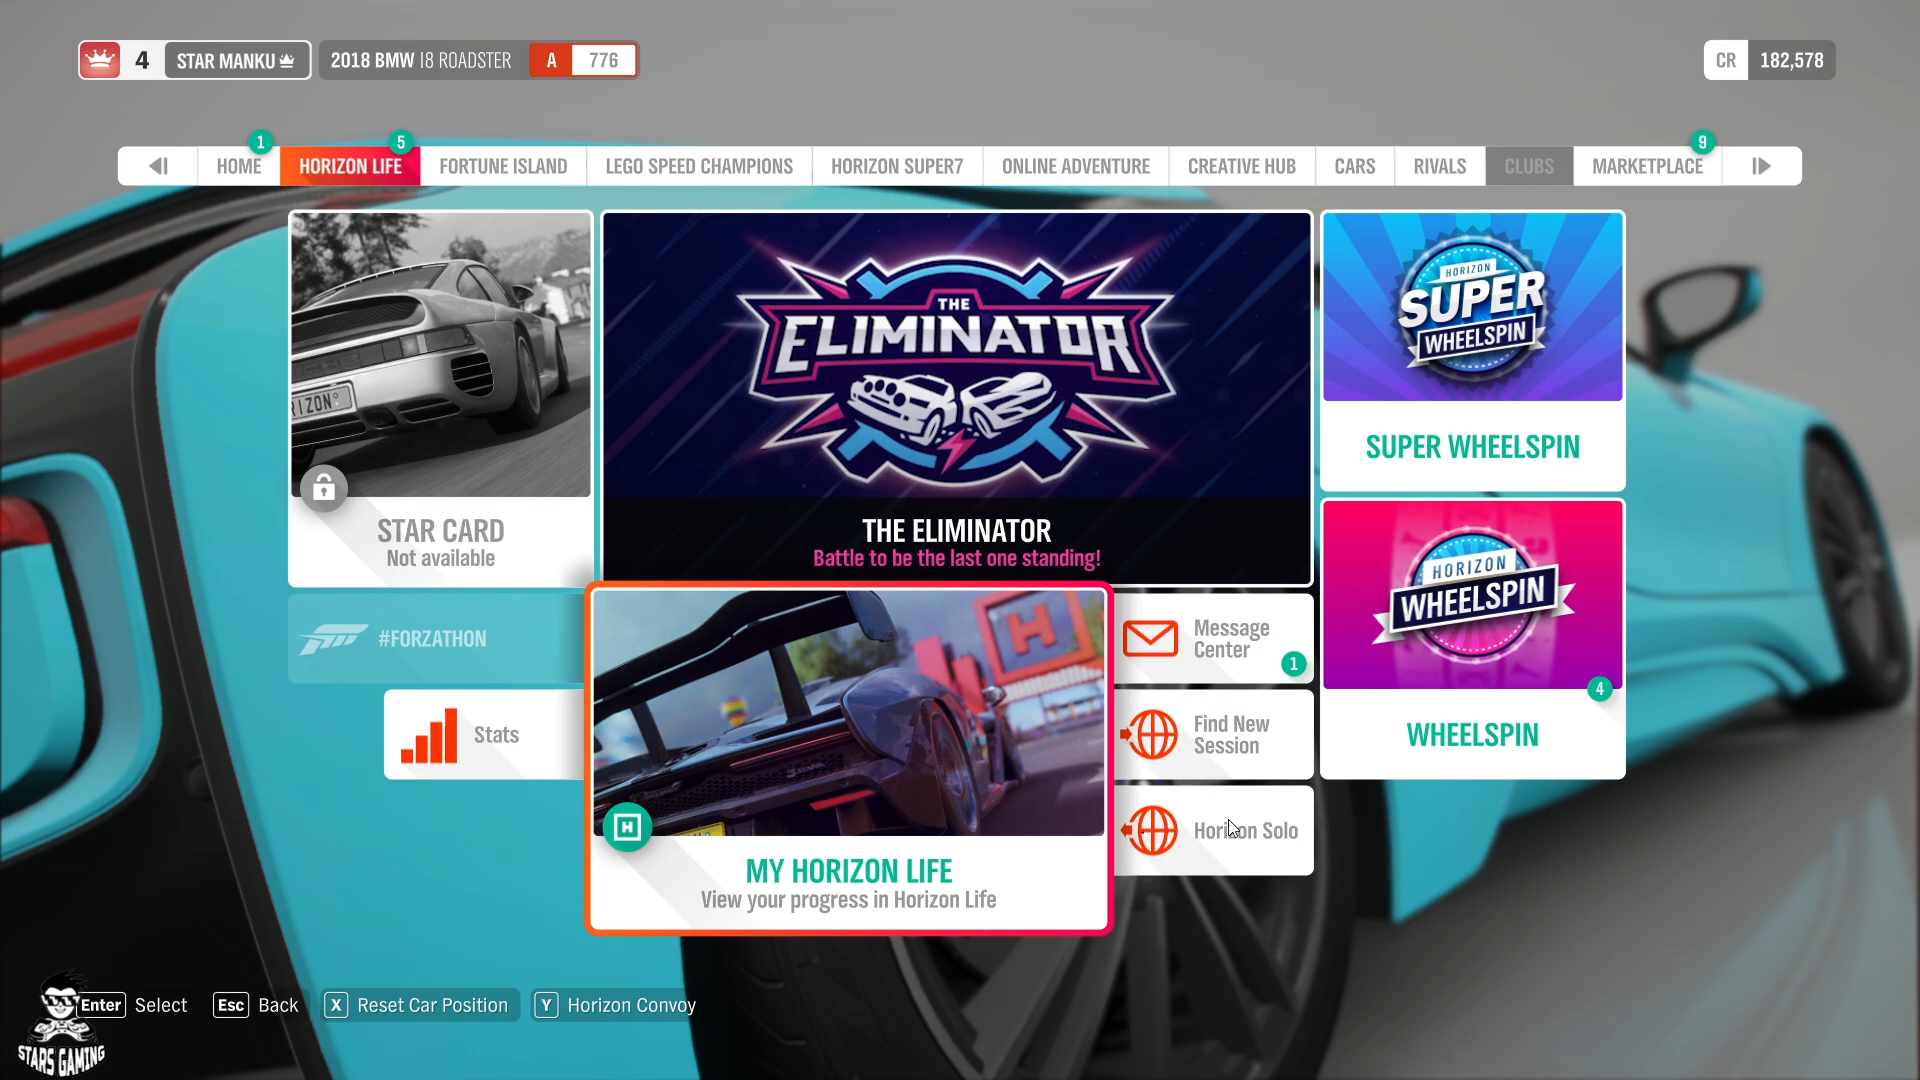 4
STAR MANKU
2018 BMW I8 ROADSTER
A 776
CR 182,578
1
5
9
HOME
HORIZON LIFE
FORTUNE ISLAND
LEGO SPEED CHAMPIONS
HORIZON SUPER7
ONLINE ADVENTURE
CREATIVE HUB
CARS
RIVALS
CLUBS
MARKETPLACE
RIZON°
STAR CARD
Not available
THE
ELIMINATOR
THE ELIMINATOR
Battle to be the last one standing!
HORIZON
SUPER
WHEELSPIN
SUPER WHEELSPIN
#FORZATHON
Stats
H
SENNA
H
MY HORIZON LIFE
View your progress in Horizon Life
Message
Center
1
Find New
Session
Horizon Solo
HORIZON
WHEELSPIN
4
WHEELSPIN
Enter Select
Esc Back
X Reset Car Position
Y Horizon Convoy
STARS GAMING